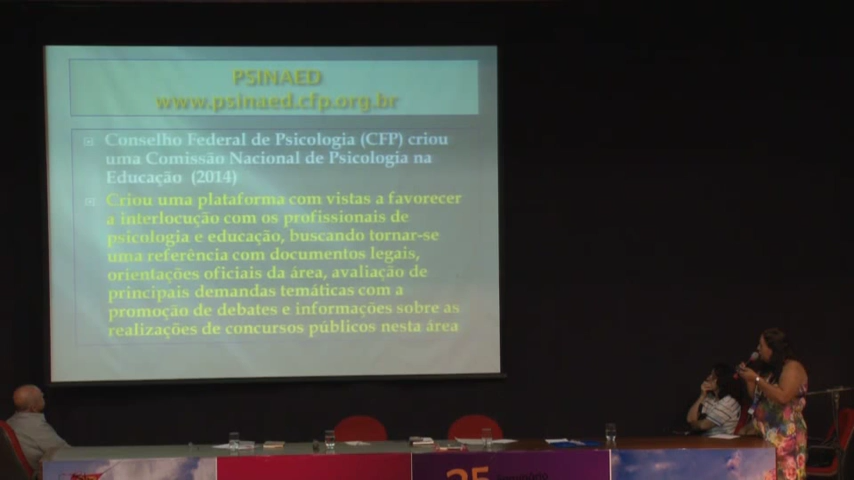 PSINAED
www.psinaed.cfp.org.br
Conselho Federal de Psicologia (CFP) criou
uma Comissão Nacional de Psicologia na
Educação (2014)
Criou uma plataforma com vistas a favorecer
a interlocução com os profissionais de
psicologia e educação, buscando tornar-se
uma referência com documentos legais,
orientações oficiais da área, avaliação de
principais demandas temáticas com a
promoção de debates e informações sobre as
realizações de concursos públicos nesta área
25